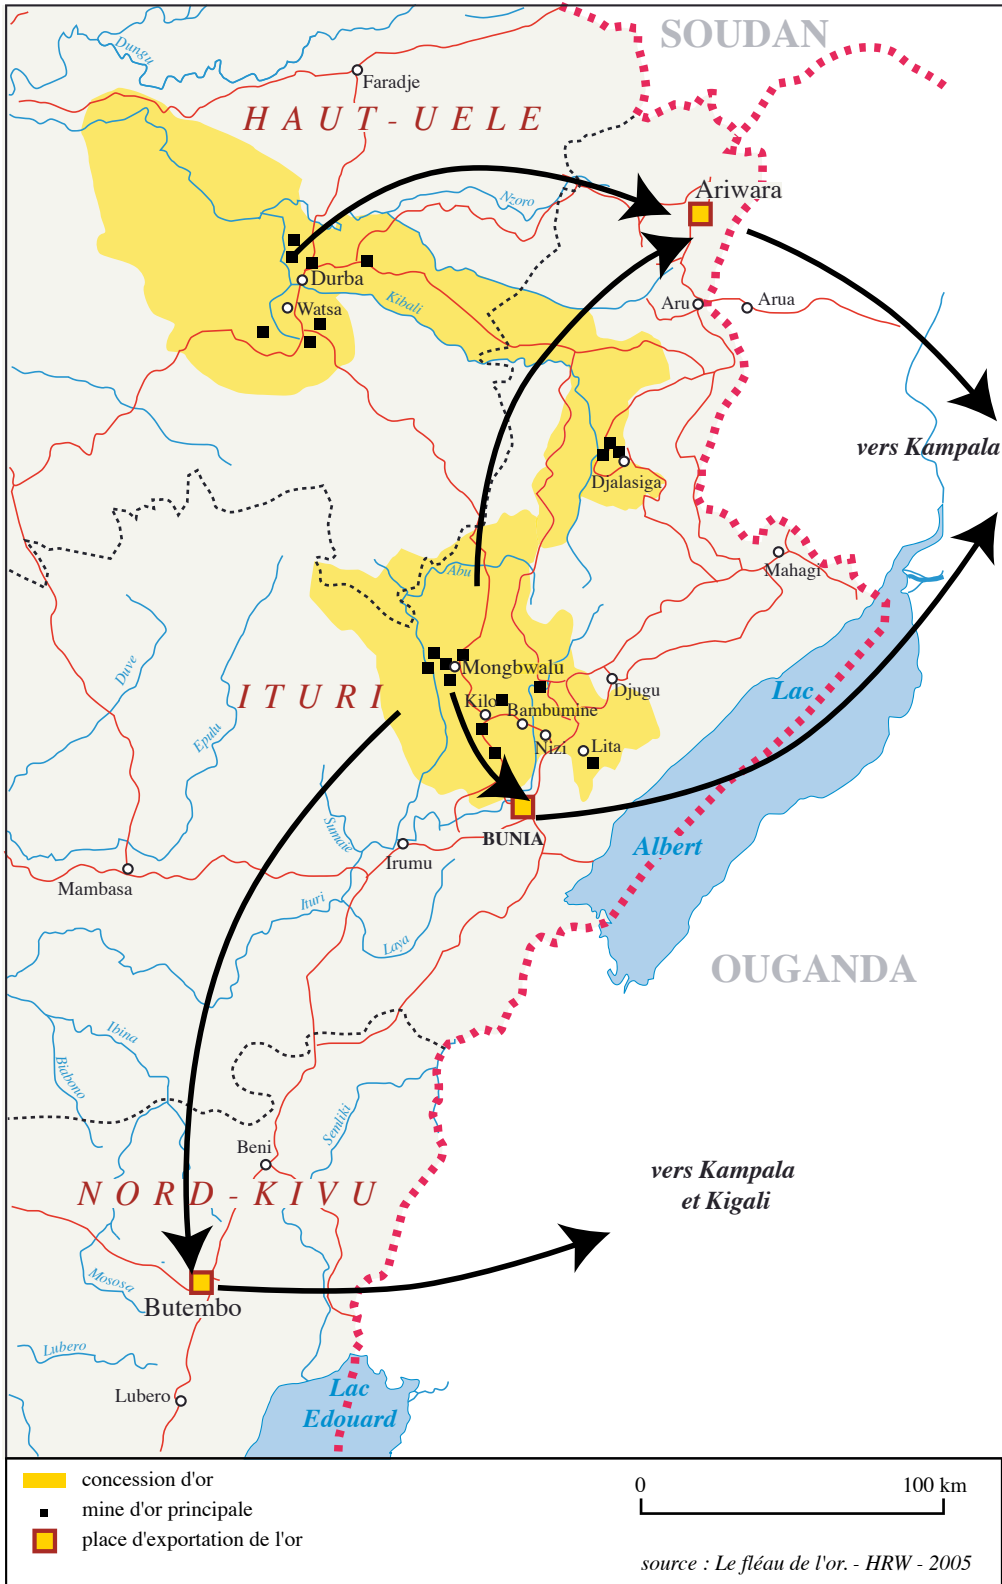 SOUDAN
Dungu
Faradje
HAUT-UELE
Ariwara
Nzoro
Durba
Kibali
Watsa
Aru
Arua
vers Kampala
Djalasiga
Abu
Mahagi
Duve
Mongbwalu
Djugu
Lac
ITURI
Kilo
Bambumine
Epulu
Nizi
Lita
Sumaie
BUNIA
Albert
Irumu
Mambasa
Ituri
Laya
OUGANDA
Ibina
Biabono
Semliki
Beni
vers Kampala
et Kigali
NORD-KIVU
Mososa
Butembo
Lubero
Lac
Edouard
Lubero
concession d'or
mine d'or principale
place d'exportation de l'or
0 100 km
source : Le fléau de l'or. - HRW - 2005